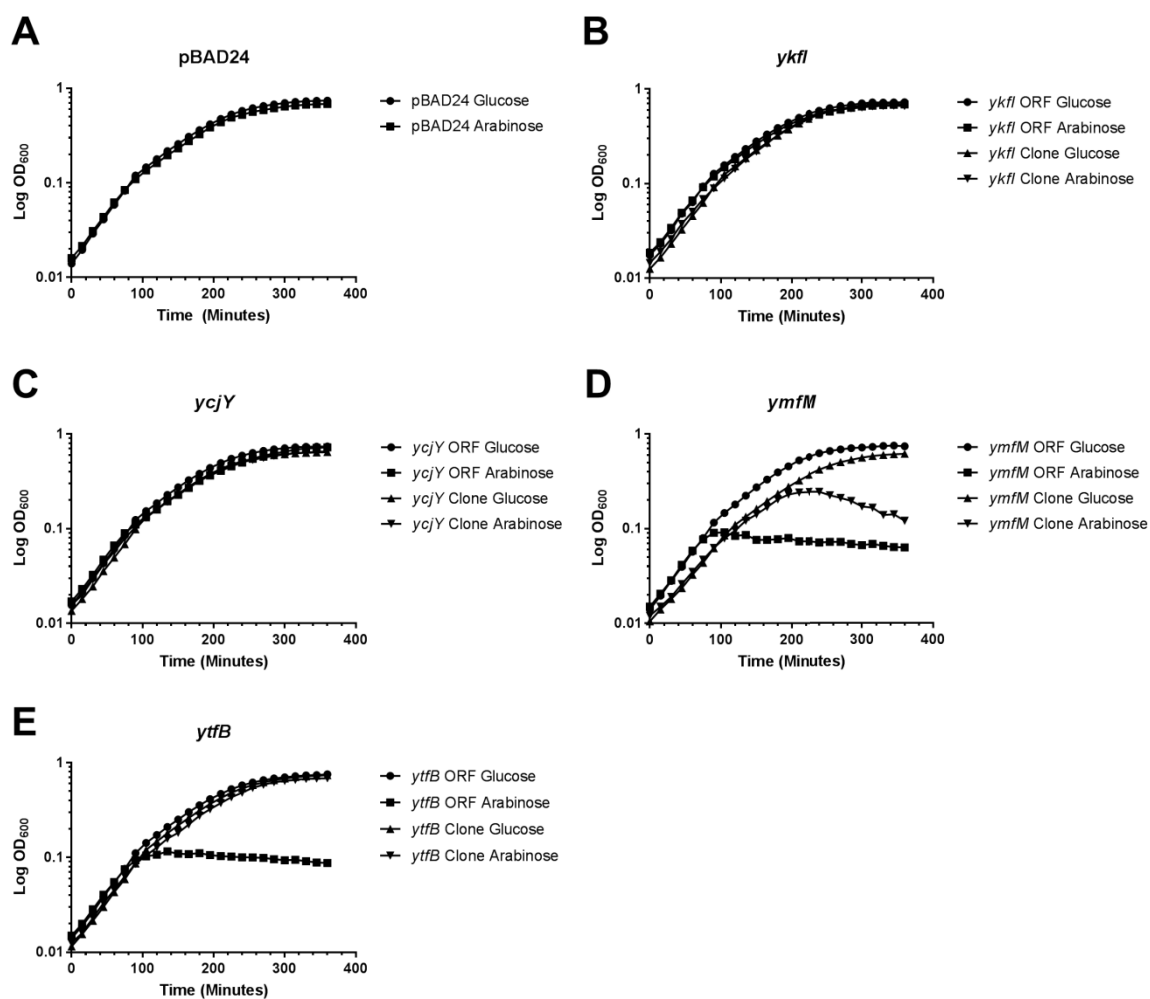 A
pBAD24
Log OD600
1
0.1
0.01
0 100 200 300 400
Time (Minutes)
pBAD24 Glucose
pBAD24 Arabinose
B
ykfI
Log OD600
1
0.1
0.01
0 100 200 300 400
Time (Minutes)
ykfI ORF Glucose
ykfI ORF Arabinose
ykfI Clone Glucose
ykfI Clone Arabinose
C
ycjY
Log OD600
1
0.1
0.01
0 100 200 300 400
Time (Minutes)
ycjY ORF Glucose
ycjY ORF Arabinose
ycjY Clone Glucose
ycjY Clone Arabinose
D
ymfM
Log OD600
1
0.1
0.01
0 100 200 300 400
Time (Minutes)
ymfM ORF Glucose
ymfM ORF Arabinose
ymfM Clone Glucose
ymfM Clone Arabinose
E
ytfB
Log OD600
1
0.1
0.01
0 100 200 300 400
Time (Minutes)
ytfB ORF Glucose
ytfB ORF Arabinose
ytfB Clone Glucose
ytfB Clone Arabinose